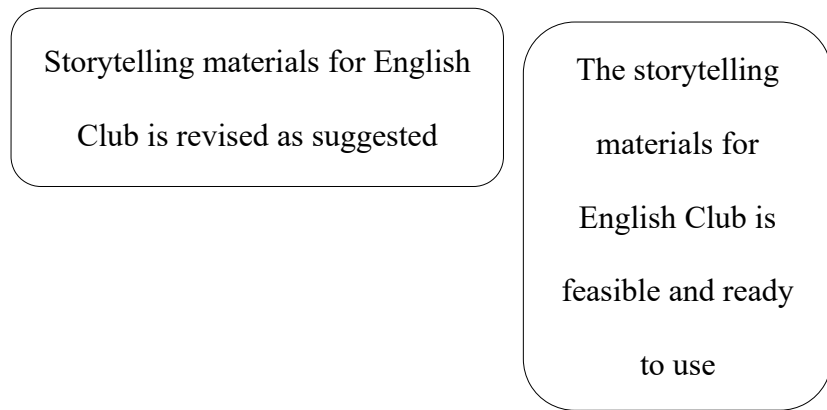 Storytelling materials for English
Club is revised as suggested
The storytelling
materials for
English Club is
feasible and ready
to use